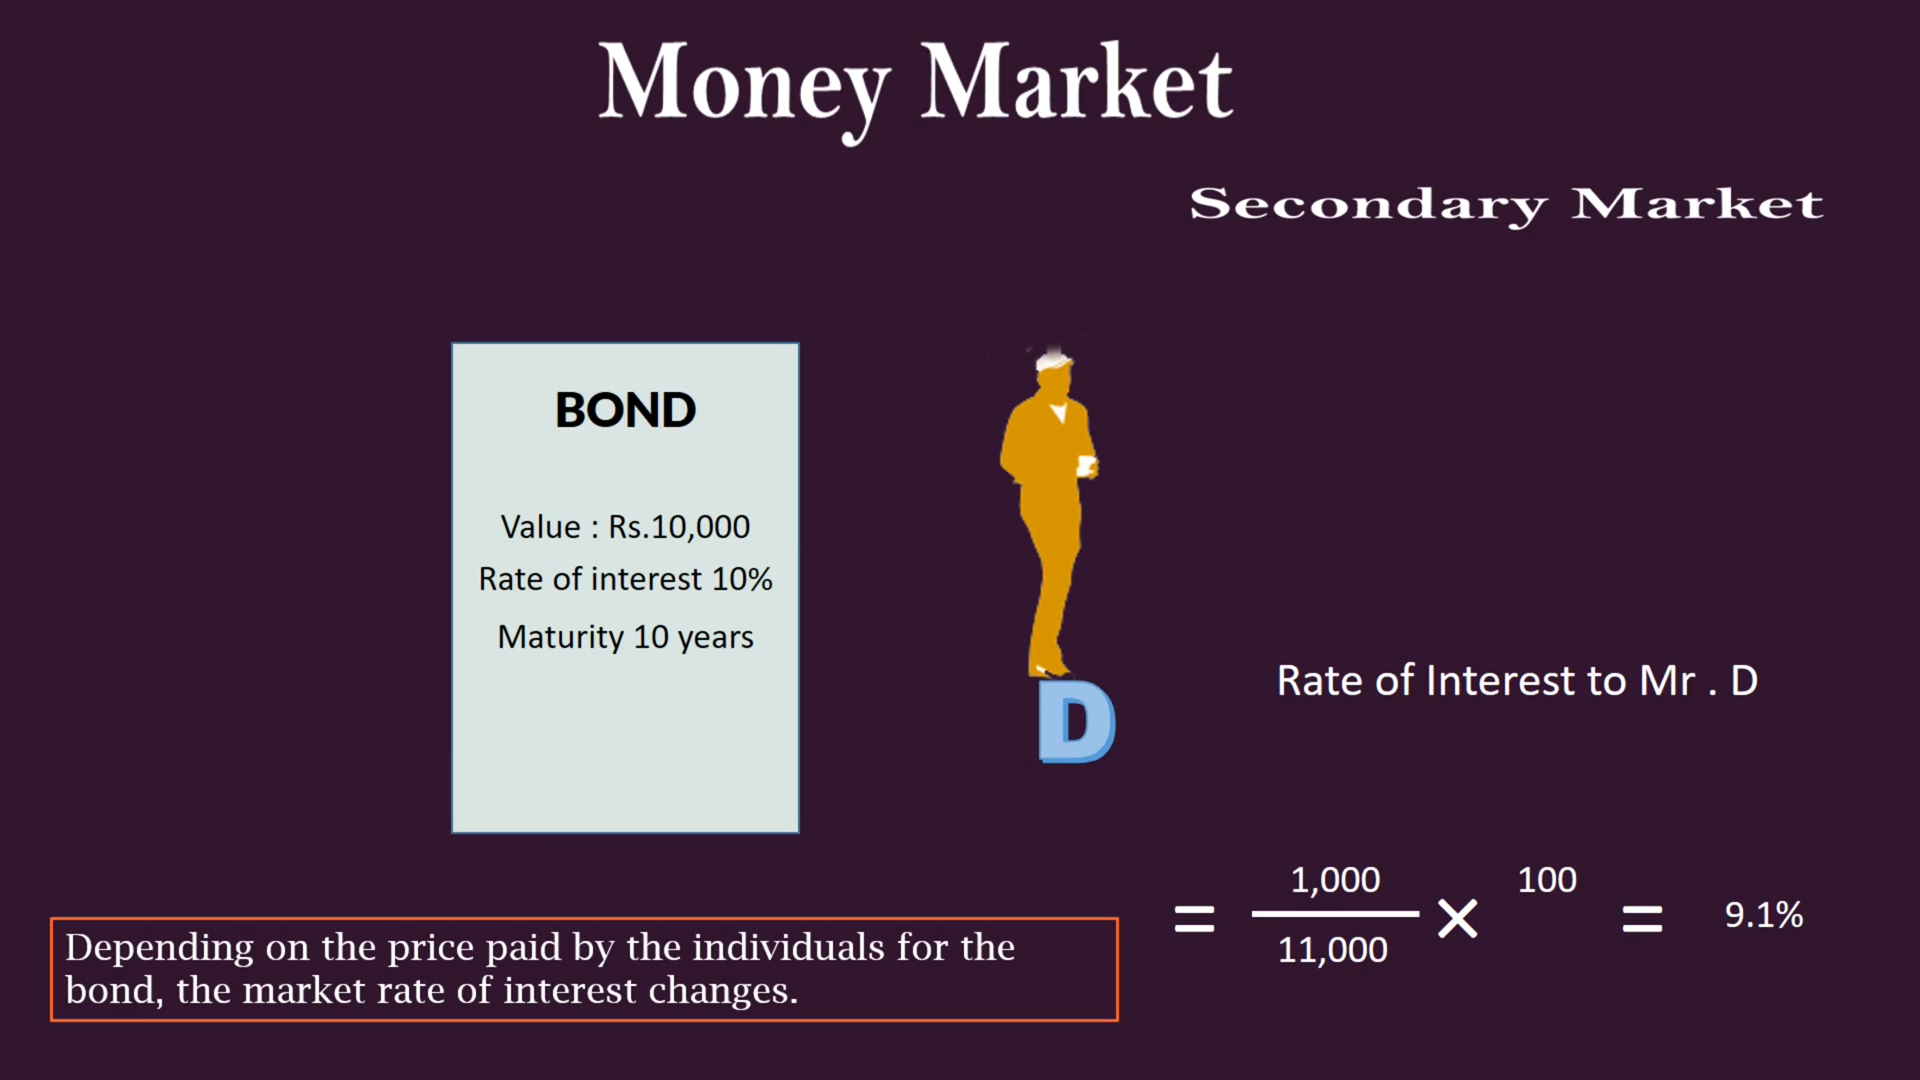 Money Market
Secondary Market
BOND
Value : Rs.10,000
Rate of interest 10%
Maturity 10 years
D
Rate of Interest to Mr . D
= 1,000 / 11,000 × 100 = 9.1%
Depending on the price paid by the individuals for the
bond, the market rate of interest changes.